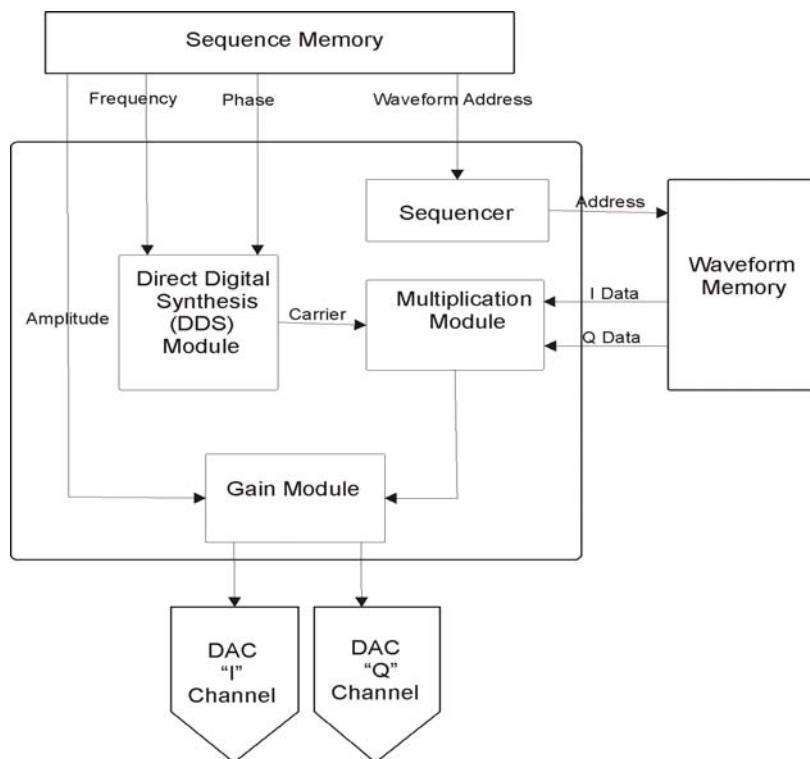 Sequence Memory
Frequency
Phase
Waveform Address
Sequencer
Address
Waveform
Memory
Direct Digital
Synthesis
(DDS)
Module
Carrier
Multiplication
Module
I Data
Q Data
Amplitude
Gain Module
DAC
“I”
Channel
DAC
“Q”
Channel